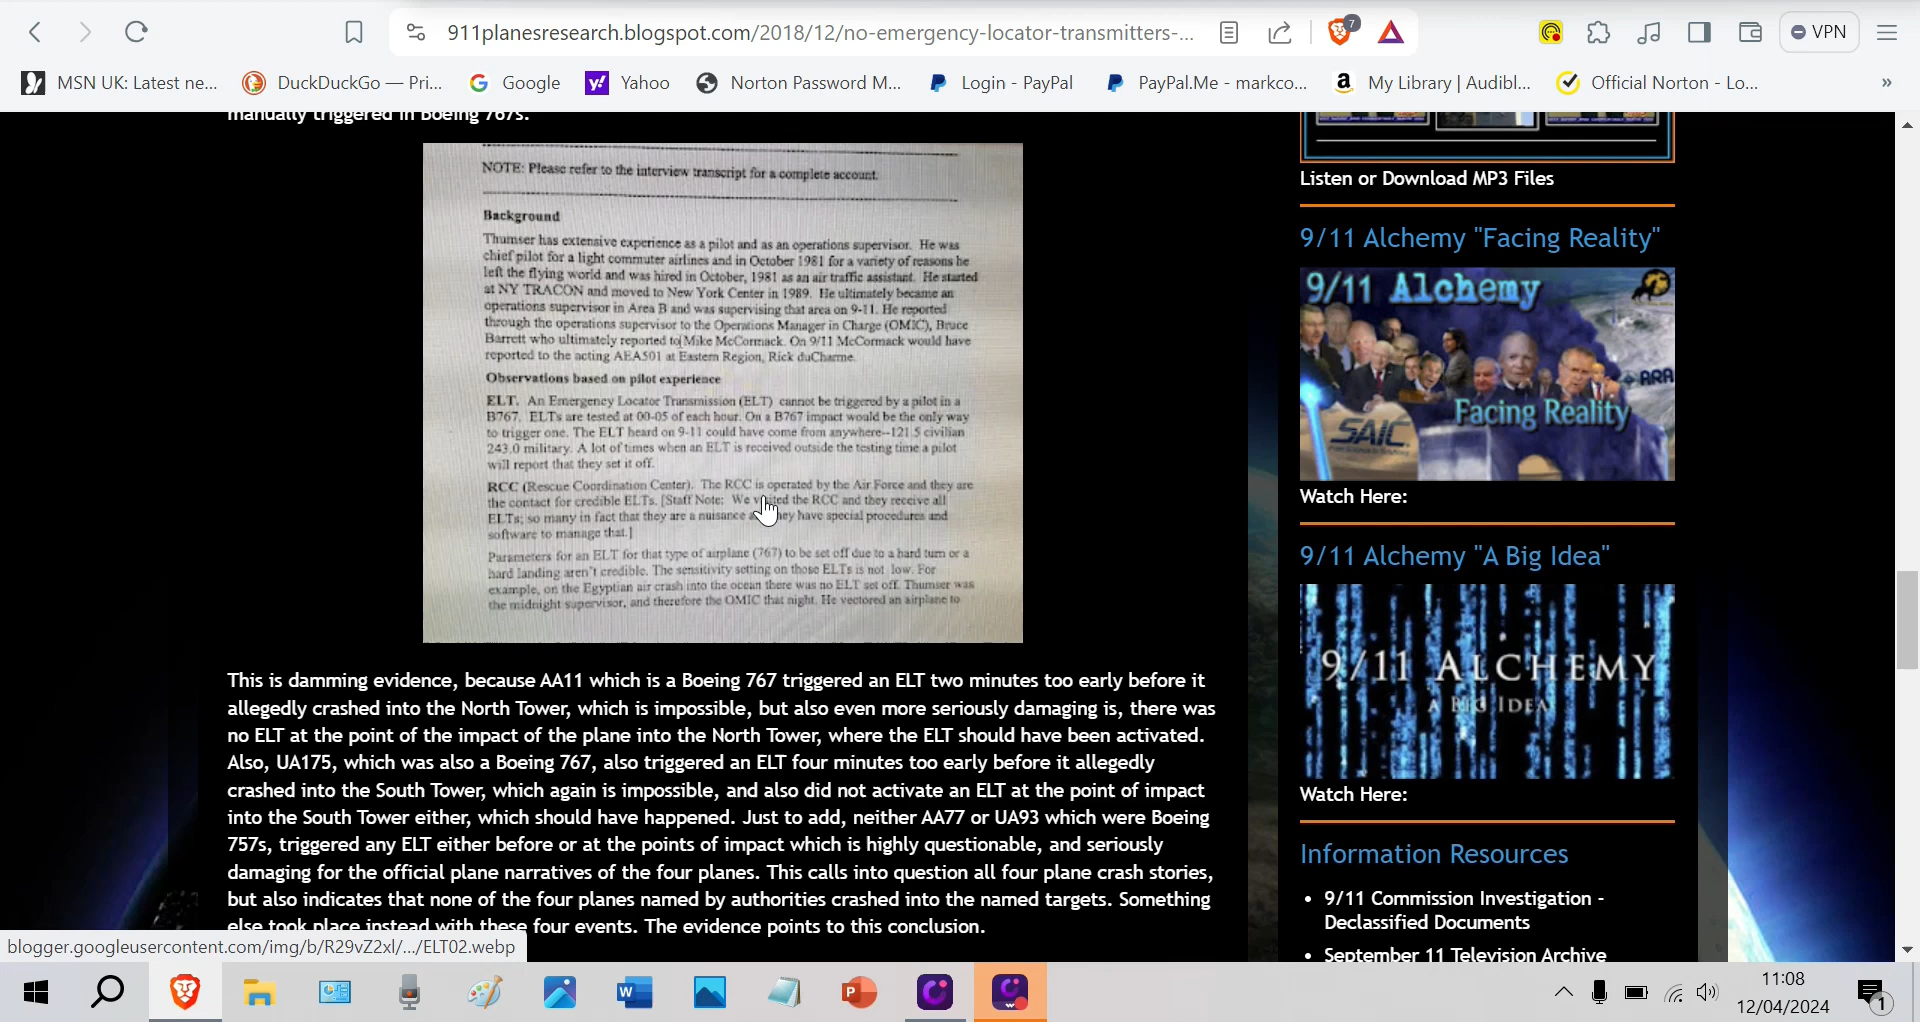 911planesresearch.blogspot.com/2018/12/no-emergency-locator-transmitters-...
7
VPN
MSN UK: Latest ne...
DuckDuckGo — Pri...
Google
Yahoo
Norton Password M...
Login - PayPal
PayPal.Me - markco...
My Library | Audibl...
Official Norton - Lo...
»
manually triggered in Boeing 767s.
NOTE: Please refer to the interview transcript for a complete account.
Background
Thumser has extensive experience as a pilot and as an operations supervisor. He was
chief pilot for a light commuter airlines and in October 1981 for a variety of reasons he
left the flying world and was hired in October, 1981 as an air traffic assistant. He started
at NY TRACON and moved to New York Center in 1989. He ultimately became an
operations supervisor in Area B and was supervising that area on 9-11. He reported
through the operations supervisor to the Operations Manager in Charge (OMIC), Bruce
Barrett who ultimately reported to Mike McCormack. On 9/11 McCormack would have
reported to the acting AEA501 at Eastern Region, Rick duCharme.
Observations based on pilot experience
ELT. An Emergency Locator Transmission (ELT) cannot be triggered by a pilot in a
B767. ELTs are tested at 00-05 of each hour. On a B767 impact would be the only way
to trigger one. The ELT heard on 9-11 could have come from anywhere--121.5 civilian
243.0 military. A lot of times when an ELT is received outside the testing time a pilot
will report that they set it off.
RCC (Rescue Coordination Center). The RCC is operated by the Air Force and they are
the contact for credible ELTs. [Staff Note: We visited the RCC and they receive all
ELTs; so many in fact that they are a nuisance they have special procedures and
software to manage that.]
Parameters for an ELT for that type of airplane (767) to be set off due to a hard turn or a
hard landing aren't credible. The sensitivity setting on those ELTs is not low. For
example, on the Egyptian air crash into the ocean there was no ELT set off. Thumser was
the midnight supervisor, and therefore the OMIC that night. He vectored an airplane to
This is damming evidence, because AA11 which is a Boeing 767 triggered an ELT two minutes too early before it
allegedly crashed into the North Tower, which is impossible, but also even more seriously damaging is, there was
no ELT at the point of the impact of the plane into the North Tower, where the ELT should have been activated.
Also, UA175, which was also a Boeing 767, also triggered an ELT four minutes too early before it allegedly
crashed into the South Tower, which again is impossible, and also did not activate an ELT at the point of impact
into the South Tower either, which should have happened. Just to add, neither AA77 or UA93 which were Boeing
757s, triggered any ELT either before or at the points of impact which is highly questionable, and seriously
damaging for the official plane narratives of the four planes. This calls into question all four plane crash stories,
but also indicates that none of the four planes named by authorities crashed into the named targets. Something
else took place instead with these four events. The evidence points to this conclusion.
Listen or Download MP3 Files
9/11 Alchemy "Facing Reality"
9/11 Alchemy
ARA
Facing Reality
SAIC
Watch Here:
9/11 Alchemy "A Big Idea"
9/11 ALCHEMY
A BIG IDEA
Watch Here:
Information Resources
• 9/11 Commission Investigation -
Declassified Documents
• September 11 Television Archive
blogger.googleusercontent.com/img/b/R29vZ2xl/.../ELT02.webp
11:08
12/04/2024
1